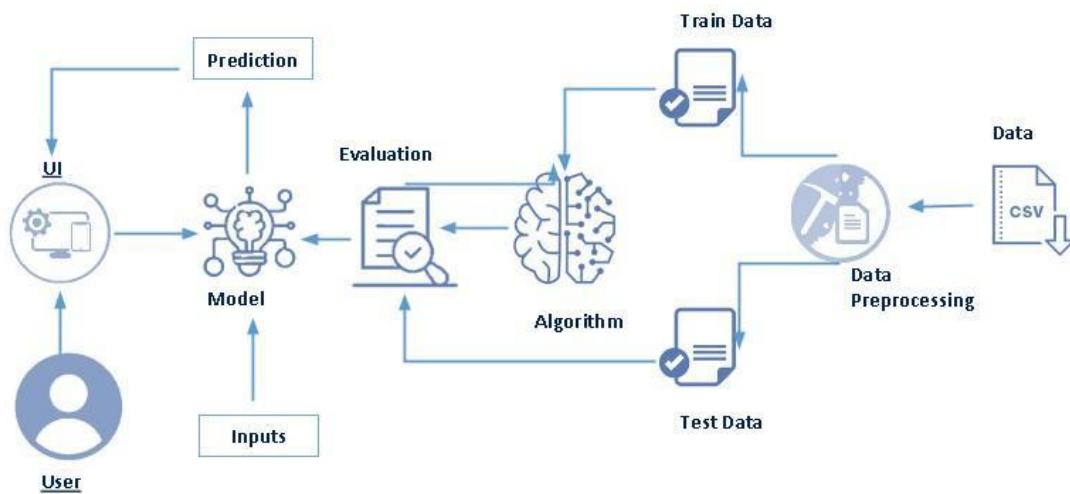 Train Data
Prediction
Data
Evaluation
UI
CSV
Data
Preprocessing
Model
Algorithm
Inputs
Test Data
User